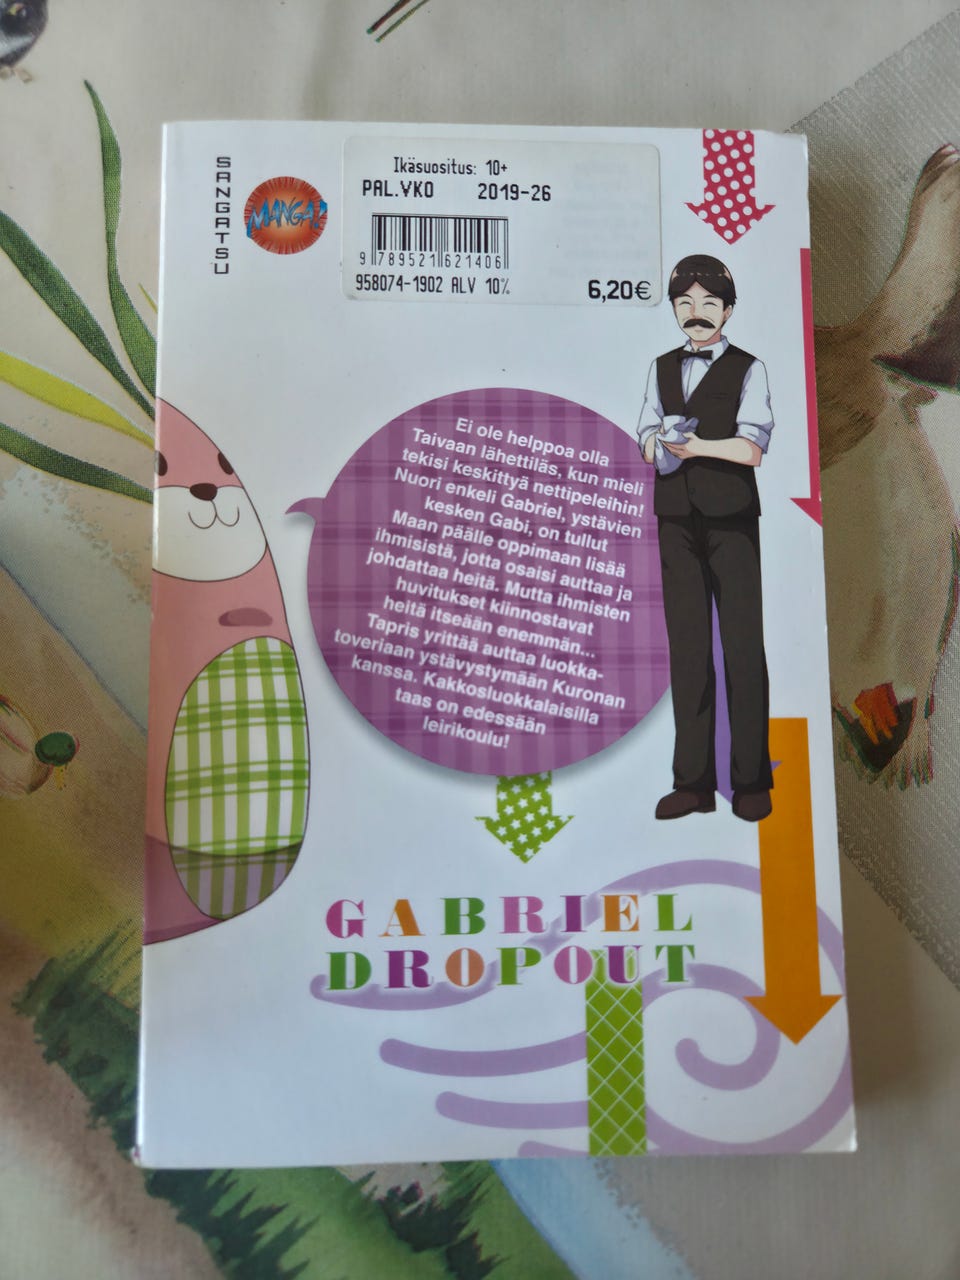 SANGATSU
MANGA!
Ikäsuositus: 10+
PAL.VKO 2019-26
9 789521 621406
958074-1902 ALV 10%
6,20€
Ei ole helppoa olla
Taivaan lähettiläs, kun mieli
tekisi keskittyä nettipeleihin!
Nuori enkeli Gabriel, ystävien
kesken Gabi, on tullut
Maan päälle oppimaan lisää
ihmisistä, jotta osaisi auttaa ja
johdattaa heitä. Mutta ihmisten
huvitukset kiinnostavat
heitä itseään enemmän...
Tapris yrittää auttaa luokka-
toveriaan ystävystymään Kuronan
kanssa. Kakkosluokkalaisilla
taas on edessään
leirikoulu!
GABRIEL
DROPOUT